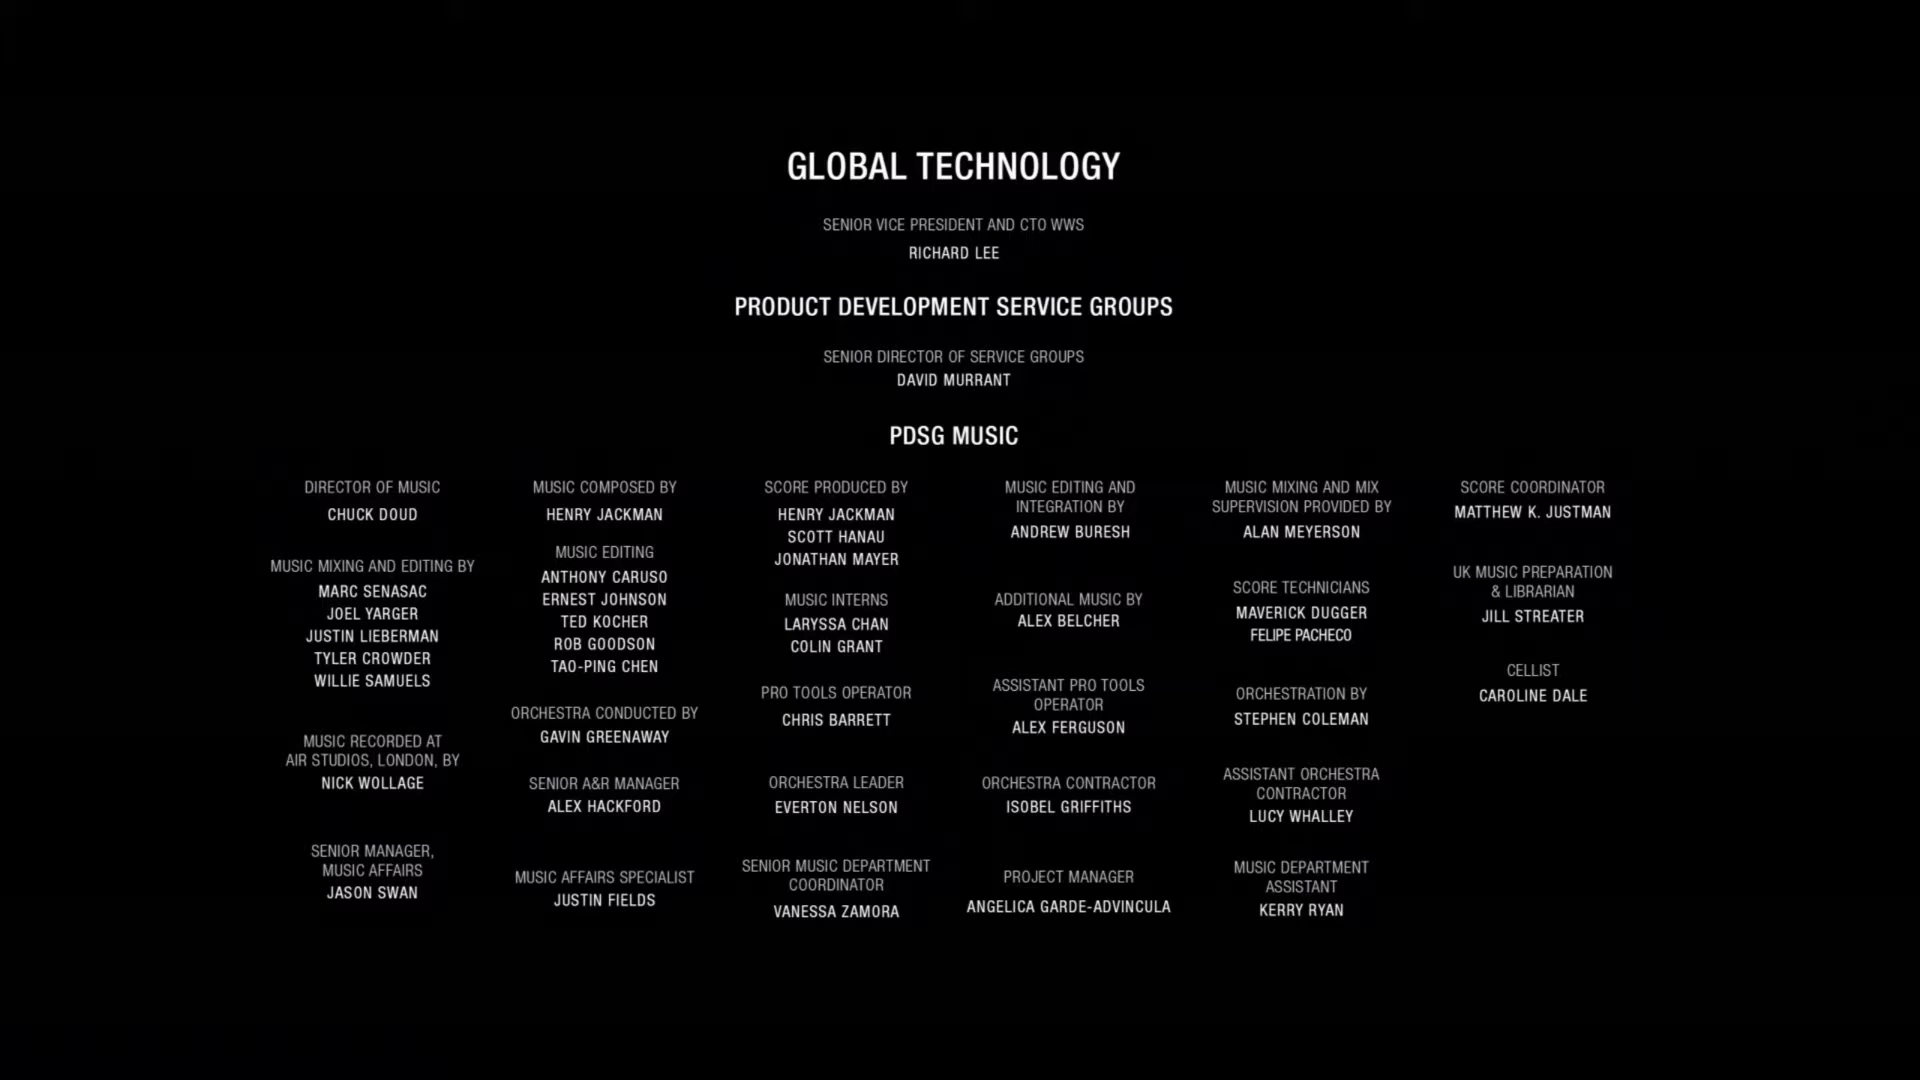 GLOBAL TECHNOLOGY
SENIOR VICE PRESIDENT AND CTO WWS
RICHARD LEE
PRODUCT DEVELOPMENT SERVICE GROUPS
SENIOR DIRECTOR OF SERVICE GROUPS
DAVID MURRANT
PDSG MUSIC
DIRECTOR OF MUSIC
CHUCK DOUD
MUSIC MIXING AND EDITING BY
MARC SENASAC
JOEL YARGER
JUSTIN LIEBERMAN
TYLER CROWDER
WILLIE SAMUELS
MUSIC RECORDED AT
AIR STUDIOS, LONDON, BY
NICK WOLLAGE
SENIOR MANAGER,
MUSIC AFFAIRS
JASON SWAN
MUSIC COMPOSED BY
HENRY JACKMAN
MUSIC EDITING
ANTHONY CARUSO
ERNEST JOHNSON
TED KOCHER
ROB GOODSON
TAO-PING CHEN
ORCHESTRA CONDUCTED BY
GAVIN GREENAWAY
SENIOR A&R MANAGER
ALEX HACKFORD
MUSIC AFFAIRS SPECIALIST
JUSTIN FIELDS
SCORE PRODUCED BY
HENRY JACKMAN
SCOTT HANAU
JONATHAN MAYER
MUSIC INTERNS
LARYSSA CHAN
COLIN GRANT
PRO TOOLS OPERATOR
CHRIS BARRETT
ORCHESTRA LEADER
EVERTON NELSON
SENIOR MUSIC DEPARTMENT
COORDINATOR
VANESSA ZAMORA
MUSIC EDITING AND
INTEGRATION BY
ANDREW BURESH
ADDITIONAL MUSIC BY
ALEX BELCHER
ASSISTANT PRO TOOLS
OPERATOR
ALEX FERGUSON
ORCHESTRA CONTRACTOR
ISOBEL GRIFFITHS
PROJECT MANAGER
ANGELICA GARDE-ADVINCULA
MUSIC MIXING AND MIX
SUPERVISION PROVIDED BY
ALAN MEYERSON
SCORE TECHNICIANS
MAVERICK DUGGER
FELIPE PACHECO
ORCHESTRATION BY
STEPHEN COLEMAN
ASSISTANT ORCHESTRA
CONTRACTOR
LUCY WHALLEY
MUSIC DEPARTMENT
ASSISTANT
KERRY RYAN
SCORE COORDINATOR
MATTHEW K. JUSTMAN
UK MUSIC PREPARATION
& LIBRARIAN
JILL STREATER
CELLIST
CAROLINE DALE